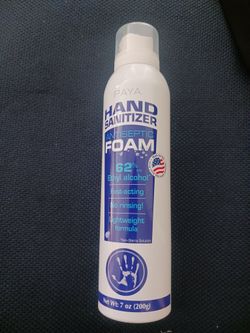 PAYA
HAND
SANITIZER
ANTISEPTIC
FOAM
62%
Ethyl alcohol
Fast-acting
No rinsing!
Lightweight
formula
Net Wt. 7 oz (200g)